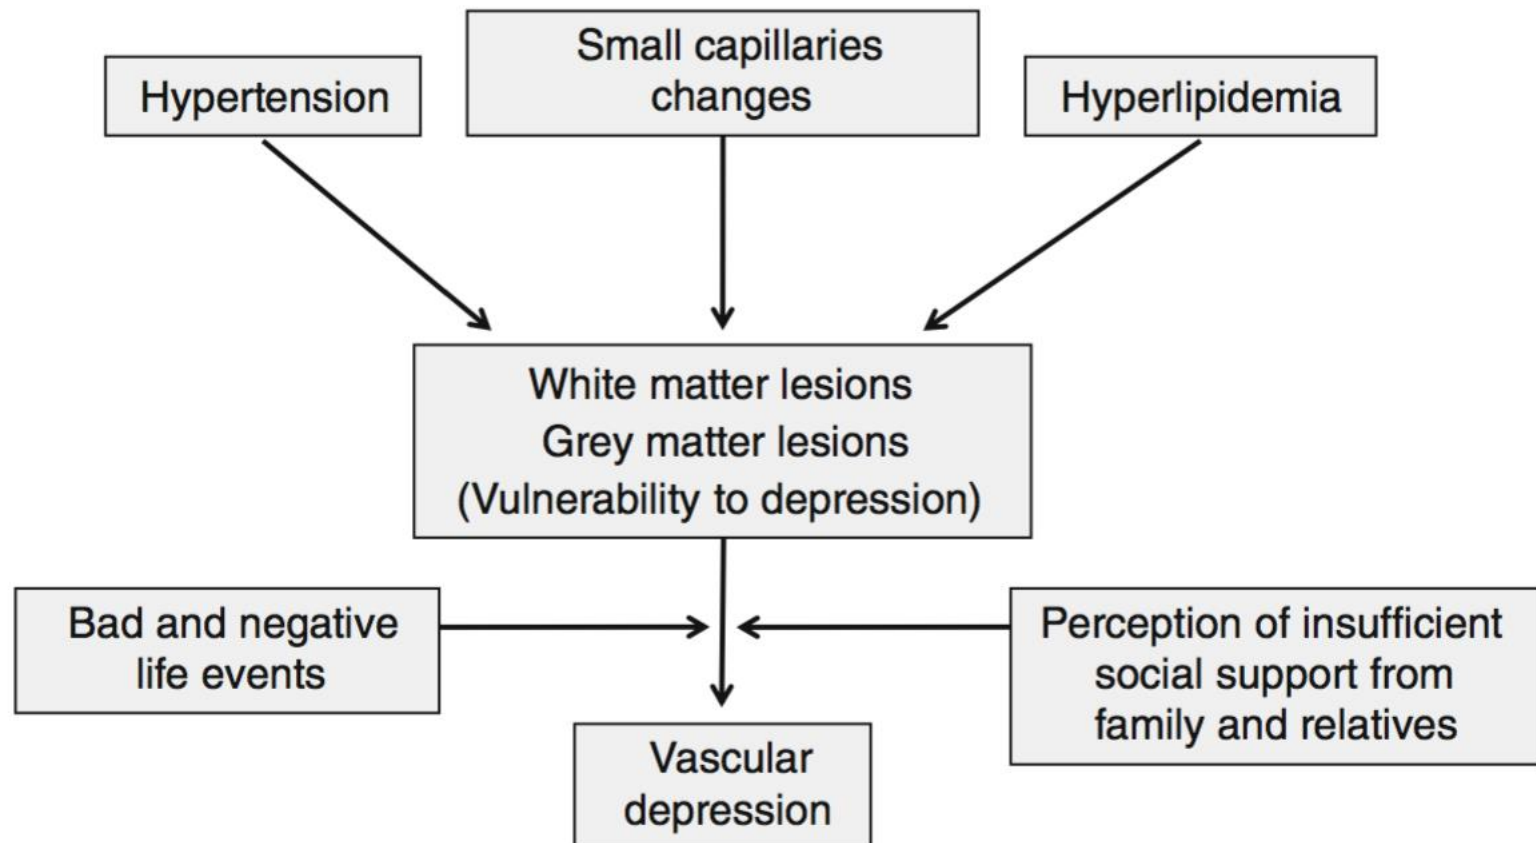 Hypertension
Small capillaries
changes
Hyperlipidemia
White matter lesions
Grey matter lesions
(Vulnerability to depression)
Bad and negative
life events
Perception of insufficient
social support from
family and relatives
Vascular
depression